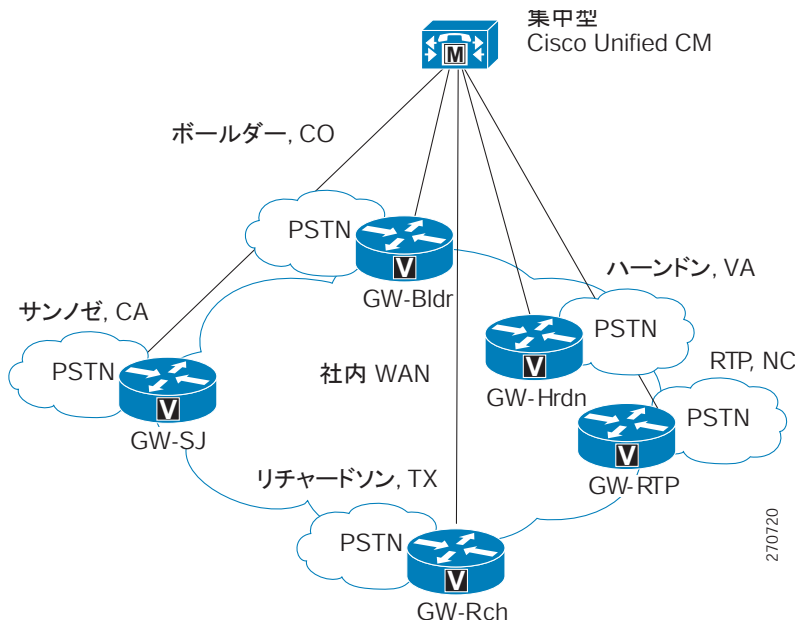 集中型
Cisco Unified CM
M
ボールダー, CO
PSTN
V
GW-Bldr
ハーンドン, VA
PSTN
V
GW-Hrdn
サンノゼ, CA
PSTN
V
GW-SJ
社内 WAN
RTP, NC
PSTN
V
GW-RTP
リチャードソン, TX
PSTN
V
GW-Rch
270720